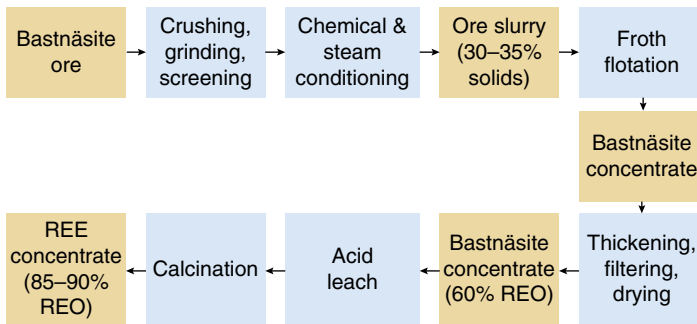 Bastnäsite
ore
Crushing,
grinding,
screening
Chemical &
steam
conditioning
Ore slurry
(30–35%
solids)
Froth
flotation
Bastnäsite
concentrate
Thickening,
filtering,
drying
Bastnäsite
concentrate
(60% REO)
Acid
leach
Calcination
REE
concentrate
(85–90%
REO)